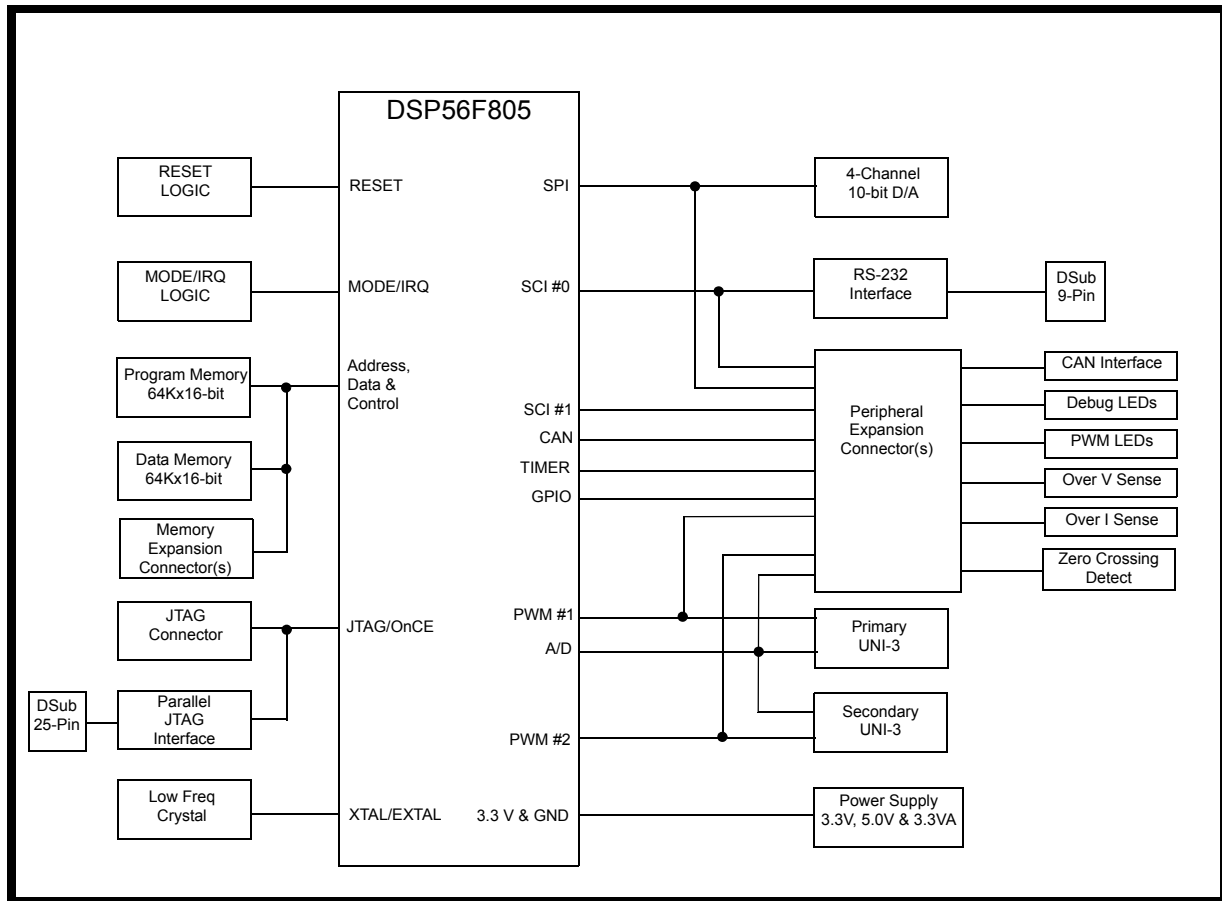 DSP56F805
RESET
LOGIC
RESET
SPI
4-Channel
10-bit D/A
MODE/IRQ
LOGIC
MODE/IRQ
SCI #0
RS-232
Interface
DSub
9-Pin
Program Memory
64Kx16-bit
Address,
Data &
Control
Data Memory
64Kx16-bit
Memory
Expansion
Connector(s)
SCI #1
CAN
TIMER
GPIO
Peripheral
Expansion
Connector(s)
CAN Interface
Debug LEDs
PWM LEDs
Over V Sense
Over I Sense
Zero Crossing
Detect
JTAG
Connector
JTAG/OnCE
PWM #1
A/D
Primary
UNI-3
DSub
25-Pin
Parallel
JTAG
Interface
PWM #2
Secondary
UNI-3
Low Freq
Crystal
XTAL/EXTAL
3.3 V & GND
Power Supply
3.3V, 5.0V & 3.3VA